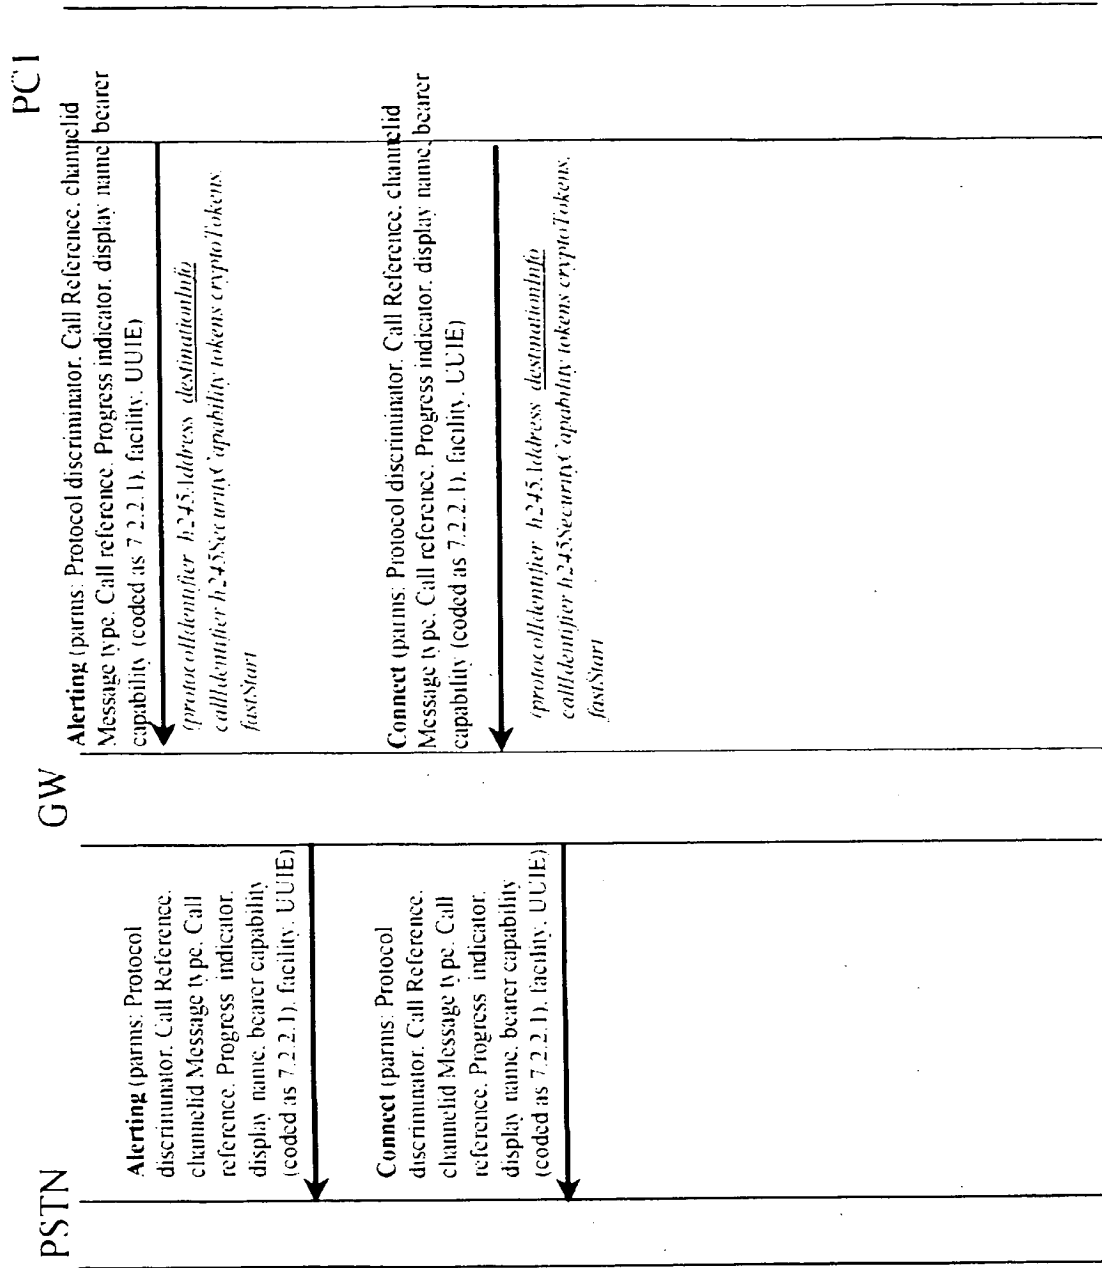 PSTN
GW
PC1
Alerting (parms: Protocol discriminator, Call Reference, channelid
Message type, Call reference, Progress indicator, display name, bearer
capability (coded as 7.2.2.1), facility, UUIE)
(protocolIdentifier h245Address destinationInfo
callIdentifier h245SecurityCapability tokens cryptoTokens,
fastStart
Alerting (parms: Protocol
discriminator, Call Reference,
channelid Message type, Call
reference, Progress indicator,
display name, bearer capability
(coded as 7.2.2.1), facility, UUIE)
Connect (parms: Protocol discriminator, Call Reference, channelid
Message type, Call reference, Progress indicator, display name, bearer
capability (coded as 7.2.2.1), facility, UUIE)
(protocolIdentifier h245Address destinationInfo
callIdentifier h245SecurityCapability tokens cryptoTokens,
fastStart
Connect (parms: Protocol
discriminator, Call Reference,
channelid Message type, Call
reference, Progress indicator,
display name, bearer capability
(coded as 7.2.2.1), facility, UUIE)